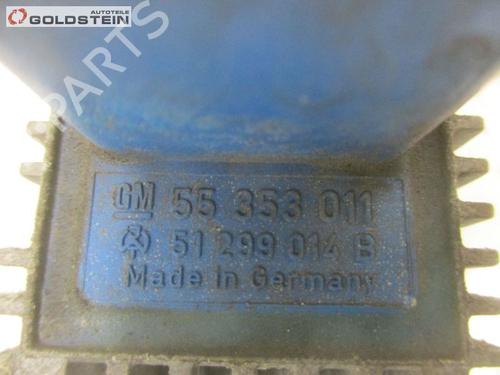 AUTOTEILE
GOLDSTEIN
PARTS
GM 55 353 011
51 299 014 B
Made in Germany